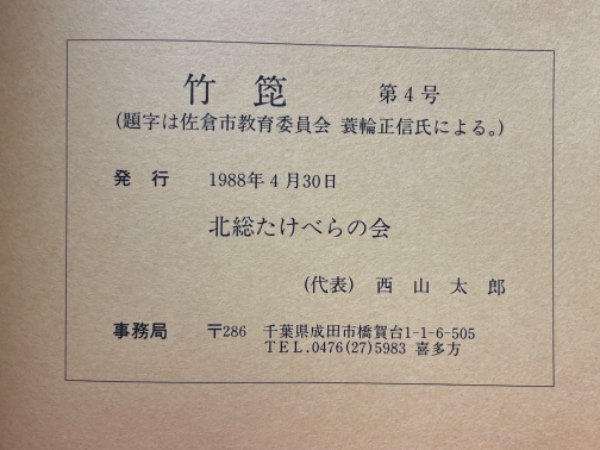 竹箆 第4号
(題字は佐倉市教育委員会 蓑輪正信氏による。)
発行 1988年4月30日
北総たけべらの会
(代表) 西山太郎
事務局 〒286 千葉県成田市橋賀台1-1-6-505
TEL.0476(27)5983 喜多方